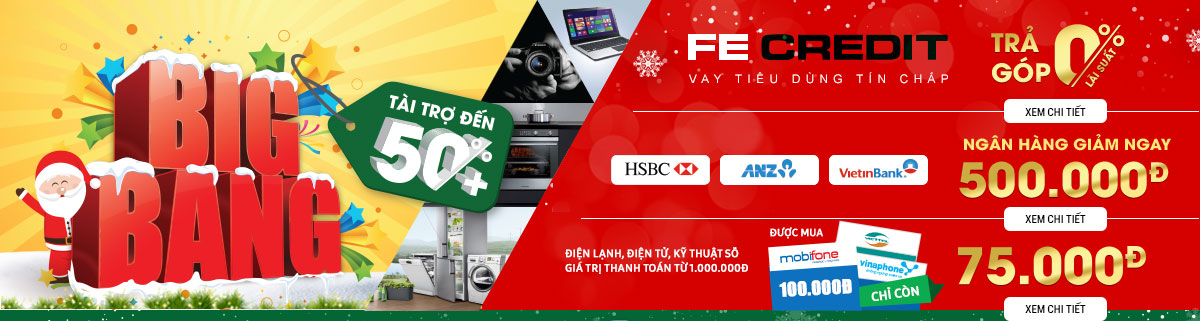 BIG
BANG
TÀI TRỢ ĐẾN
50%+
FE CREDIT
VAY TIÊU DÙNG TÍN CHẤP
TRẢ
GÓP
0%
LÃI SUẤT
XEM CHI TIẾT
HSBC
ANZ
VietinBank
NGÂN HÀNG GIẢM NGAY
500.000Đ
XEM CHI TIẾT
ĐIỆN LẠNH, ĐIỆN TỬ, KỸ THUẬT SỐ
GIÁ TRỊ THANH TOÁN TỪ 1.000.000Đ
ĐƯỢC MUA
mobifone
VIETTEL
vinaphone
100.000Đ
CHỈ CÒN
75.000Đ
XEM CHI TIẾT